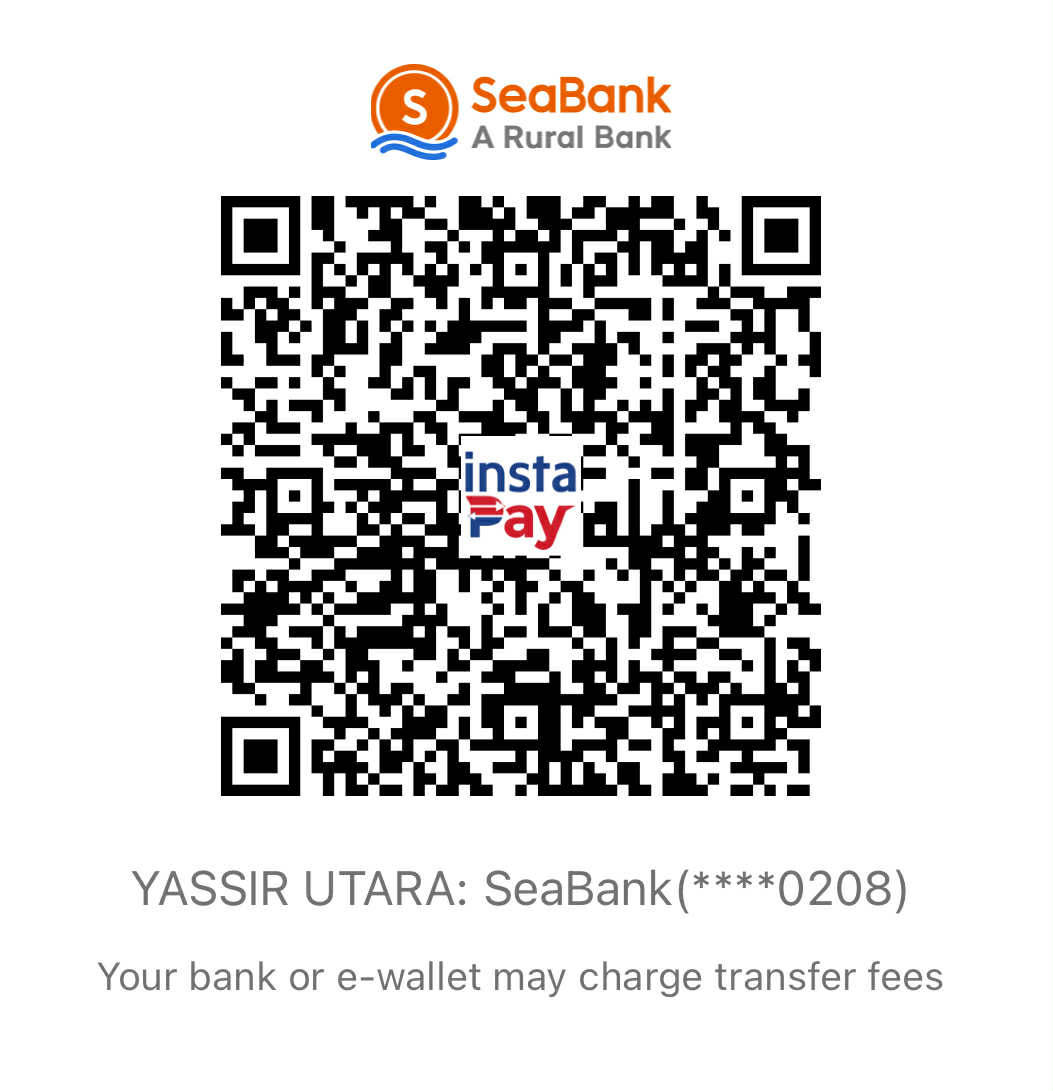 S
SeaBank
A Rural Bank
insta
Pay
YASSIR UTARA: SeaBank(****0208)
Your bank or e-wallet may charge transfer fees